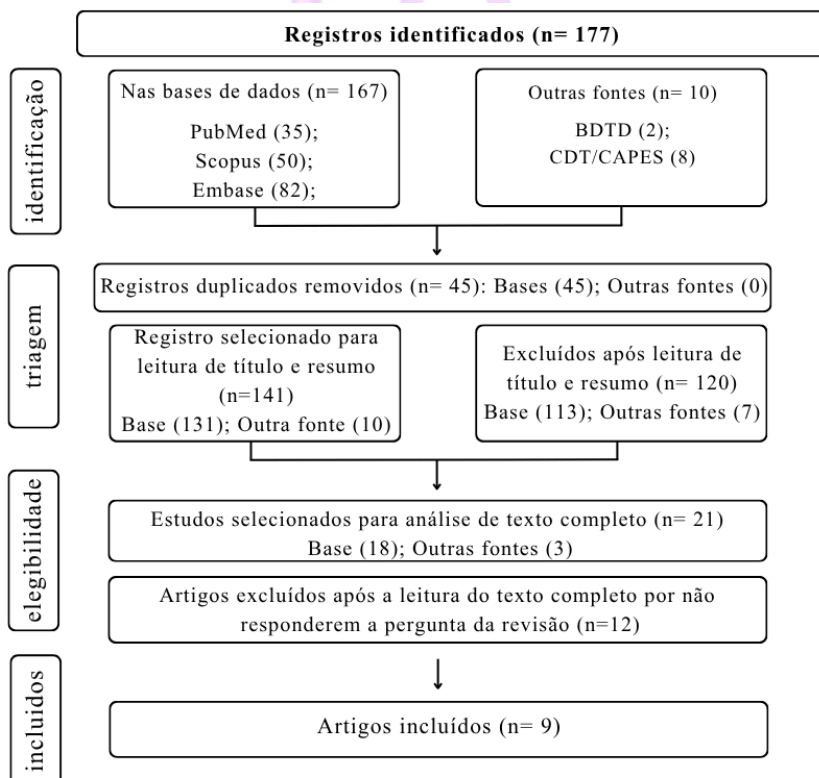 Registros identificados (n= 177)
identificação
Nas bases de dados (n= 167)
PubMed (35);
Scopus (50);
Embase (82);
Outras fontes (n= 10)
BDTD (2);
CDT/CAPES (8)
triagem
Registros duplicados removidos (n= 45): Bases (45); Outras fontes (0)
Registro selecionado para
leitura de título e resumo
(n=141)
Base (131); Outra fonte (10)
Excluídos após leitura de
título e resumo (n= 120)
Base (113); Outras fontes (7)
elegibilidade
Estudos selecionados para análise de texto completo (n= 21)
Base (18); Outras fontes (3)
Artigos excluídos após a leitura do texto completo por não
responderem a pergunta da revisão (n=12)
incluidos
Artigos incluídos (n= 9)